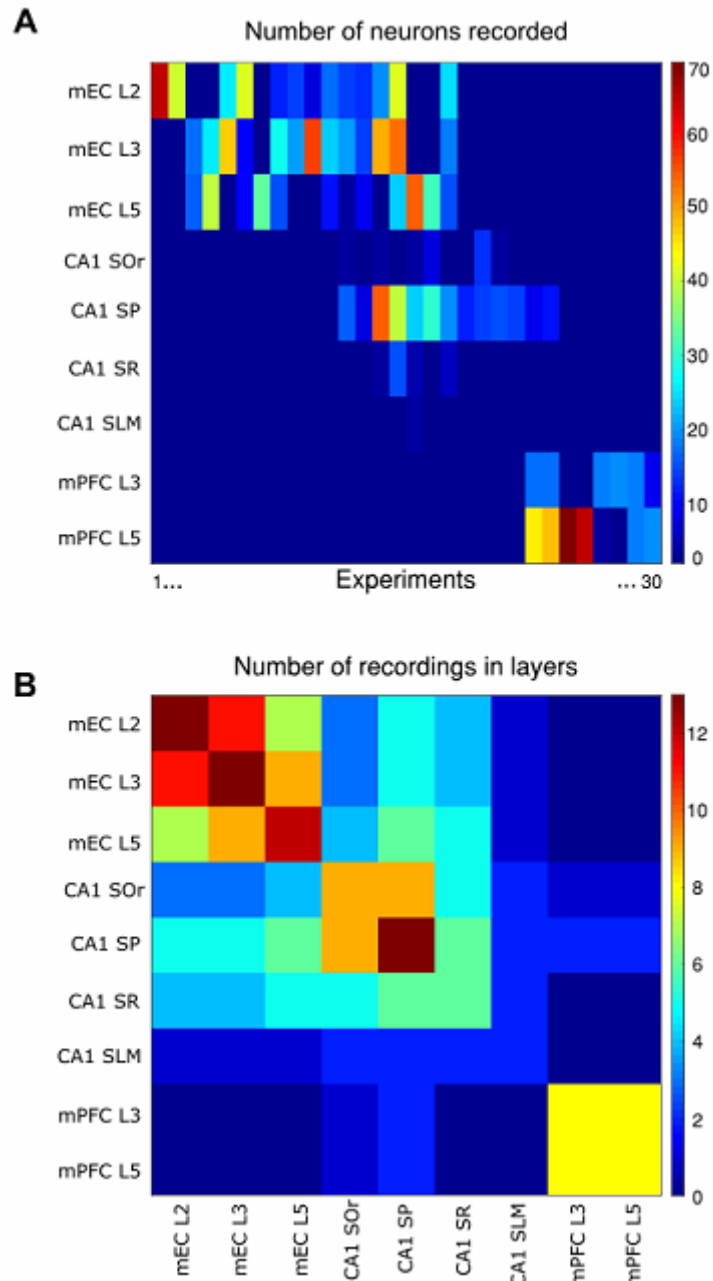 A
Number of neurons recorded
mEC L2
mEC L3
mEC L5
CA1 SOr
CA1 SP
CA1 SR
CA1 SLM
mPFC L3
mPFC L5
70
60
50
40
30
20
10
0
1... Experiments ... 30
B
Number of recordings in layers
mEC L2
mEC L3
mEC L5
CA1 SOr
CA1 SP
CA1 SR
CA1 SLM
mPFC L3
mPFC L5
12
10
8
6
4
2
0
mEC L2
mEC L3
mEC L5
CA1 SOr
CA1 SP
CA1 SR
CA1 SLM
mPFC L3
mPFC L5